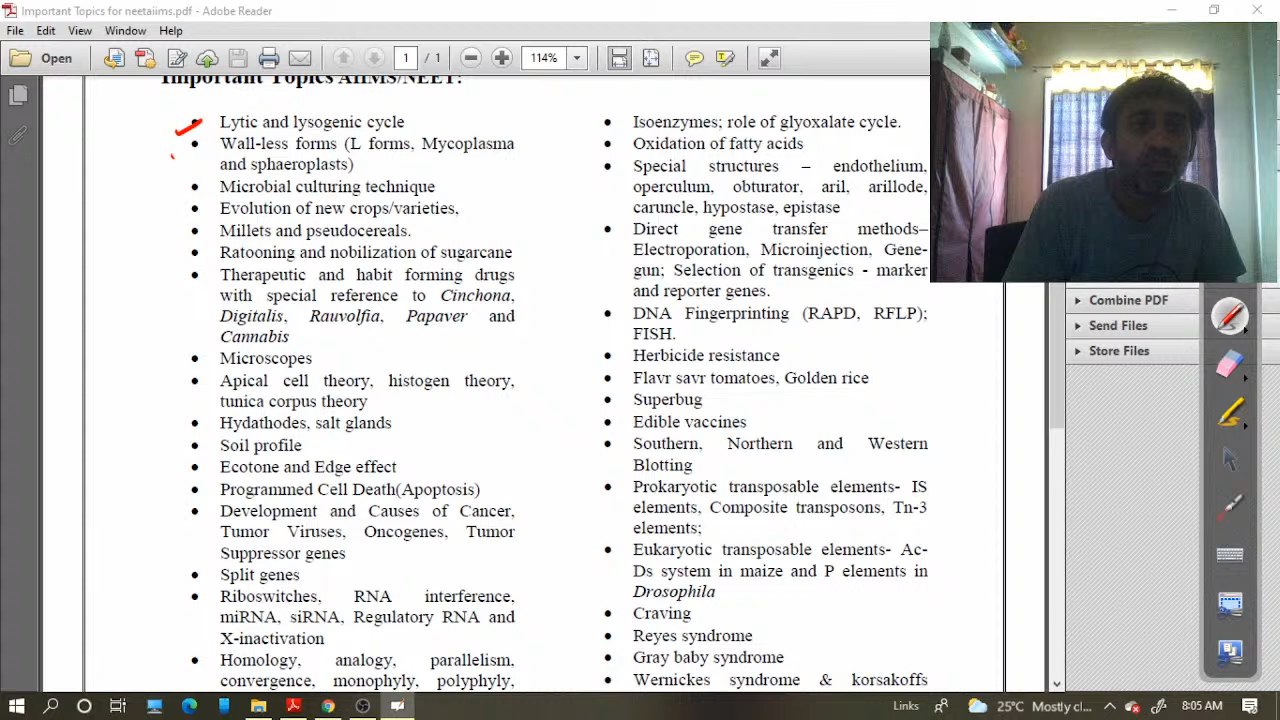 Important Topics for neetaiims.pdf - Adobe Reader
File Edit View Window Help
Open 1 / 1 114%
Important Topics AIIMS/NEET:
Lytic and lysogenic cycle
Wall-less forms (L forms, Mycoplasma
and sphaeroplasts)
Microbial culturing technique
Evolution of new crops/varieties,
Millets and pseudocereals.
Ratooning and nobilization of sugarcane
Therapeutic and habit forming drugs
with special reference to Cinchona,
Digitalis, Rauvolfia, Papaver and
Cannabis
Microscopes
Apical cell theory, histogen theory,
tunica corpus theory
Hydathodes, salt glands
Soil profile
Ecotone and Edge effect
Programmed Cell Death(Apoptosis)
Development and Causes of Cancer,
Tumor Viruses, Oncogenes, Tumor
Suppressor genes
Split genes
Riboswitches, RNA interference,
miRNA, siRNA, Regulatory RNA and
X-inactivation
Homology, analogy, parallelism,
convergence, monophyly, polyphyly,
Isoenzymes; role of glyoxalate cycle.
Oxidation of fatty acids
Special structures – endothelium,
operculum, obturator, aril, arillode,
caruncle, hypostase, epistase
Direct gene transfer methods–
Electroporation, Microinjection, Gene-
gun; Selection of transgenics - marker
and reporter genes.
DNA Fingerprinting (RAPD, RFLP);
FISH.
Herbicide resistance
Flavr savr tomatoes, Golden rice
Superbug
Edible vaccines
Southern, Northern and Western
Blotting
Prokaryotic transposable elements- IS
elements, Composite transposons, Tn-3
elements;
Eukaryotic transposable elements- Ac-
Ds system in maize and P elements in
Drosophila
Craving
Reyes syndrome
Gray baby syndrome
Wernickes syndrome & korsakoffs
Combine PDF
Send Files
Store Files
Links 25°C Mostly cl... 8:05 AM